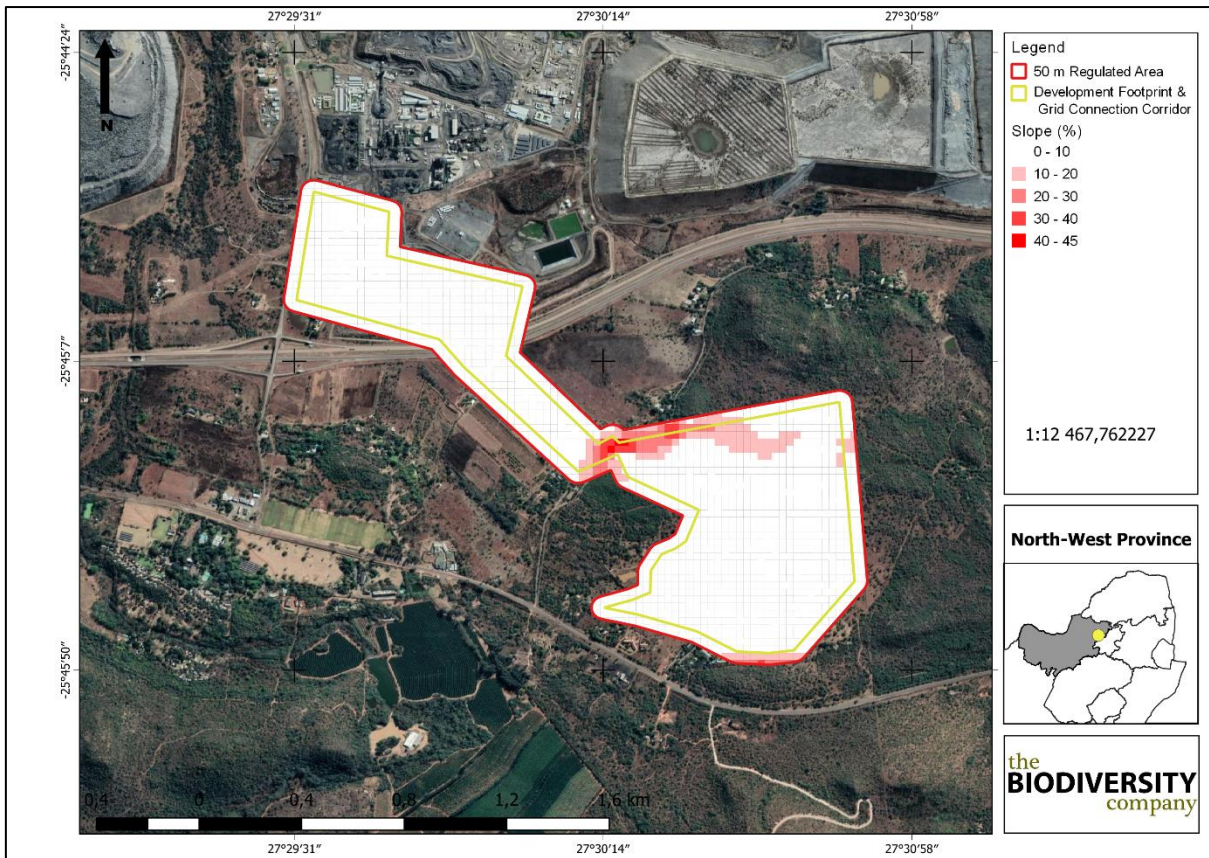 27°29'31" 27°30'14" 27°30'58"
-25°44'24"
-25°45'7"
-25°45'50"
N
Legend
50 m Regulated Area
Development Footprint &
Grid Connection Corridor
Slope (%)
0 - 10
10 - 20
20 - 30
30 - 40
40 - 45
1:12 467,762227
North-West Province
0,4 0 0,4 0,8 1,2 1,6 km
the
BIODIVERSITY
company
27°29'31" 27°30'14" 27°30'58"